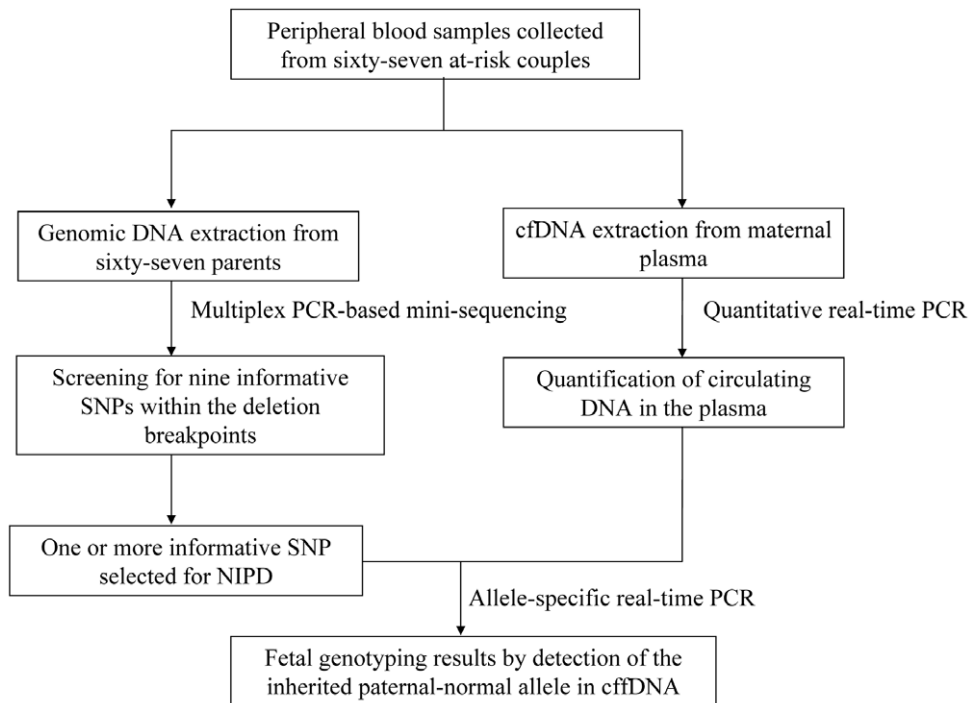 Peripheral blood samples collected
from sixty-seven at-risk couples
Genomic DNA extraction from
sixty-seven parents
cfDNA extraction from maternal
plasma
Multiplex PCR-based mini-sequencing
Quantitative real-time PCR
Screening for nine informative
SNPs within the deletion
breakpoints
Quantification of circulating
DNA in the plasma
One or more informative SNP
selected for NIPD
Allele-specific real-time PCR
Fetal genotyping results by detection of the
inherited paternal-normal allele in cffDNA